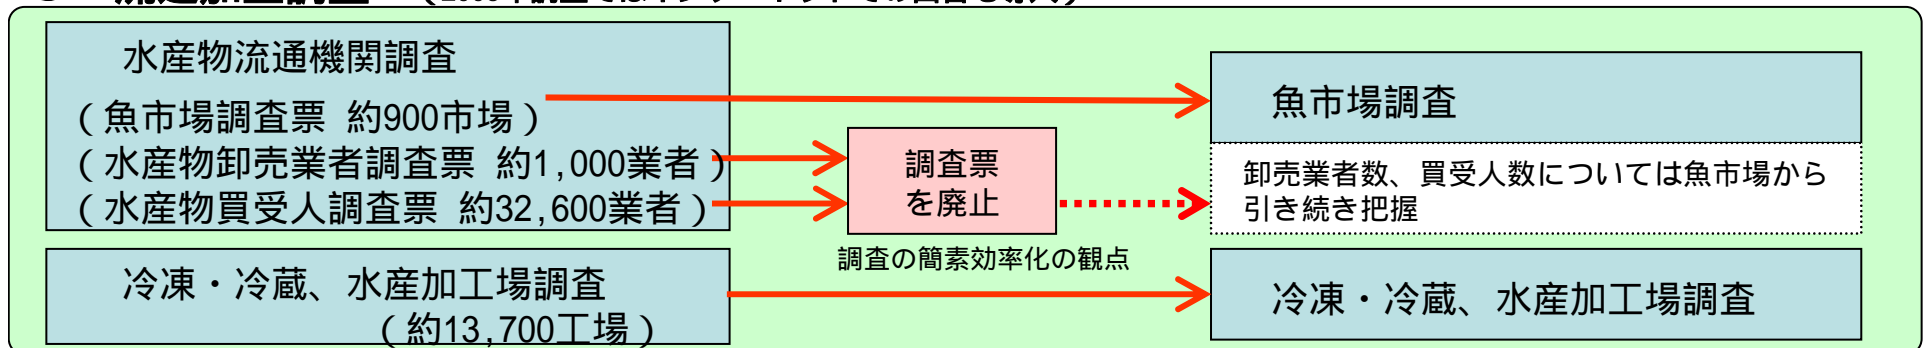 水産物流通機関調査
（魚市場調査票 約900市場）
（水産物卸売業者調査票 約1,000業者）
（水産物買受人調査票 約32,600業者）
調査票
を廃止
調査の簡素効率化の観点
魚市場調査
卸売業者数、買受人数については魚市場から
引き続き把握
冷凍・冷蔵、水産加工場調査
（約13,700工場）
冷凍・冷蔵、水産加工場調査